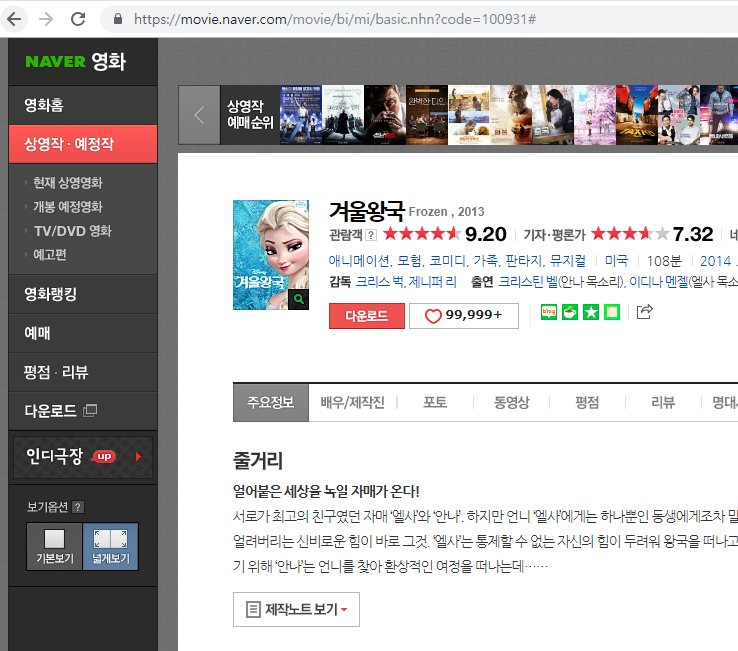 https://movie.naver.com/movie/bi/mi/basic.nhn?code=100931#
NAVER 영화
영화홈
상영작 · 예정작
현재 상영영화
개봉 예정영화
TV/DVD 영화
예고편
영화랭킹
예매
평점 · 리뷰
다운로드
인디극장 up
보기옵션 ?
기본보기 넓게보기
상영작
예매순위
완벽한 타인
겨울왕국 Frozen , 2013
관람객 ? 9.20 기자·평론가 7.32 네
애니메이션, 모험, 코미디, 가족, 판타지, 뮤지컬 미국 108분 2014 .
감독 크리스 벅, 제니퍼 리 출연 크리스틴 벨(안나 목소리), 이디나 멘젤(엘사 목소
다운로드 99,999+
blog
Disney
겨울왕국
주요정보 배우/제작진 포토 동영상 평점 리뷰 명대사
줄거리
얼어붙은 세상을 녹일 자매가 온다!
서로가 최고의 친구였던 자매 ‘엘사’와 ‘안나’. 하지만 언니 ‘엘사’에게는 하나뿐인 동생에게조차 말
얼려버리는 신비로운 힘이 바로 그것. ‘엘사’는 통제할 수 없는 자신의 힘이 두려워 왕국을 떠나고
기 위해 ‘안나’는 언니를 찾아 환상적인 여정을 떠나는데……
제작노트 보기